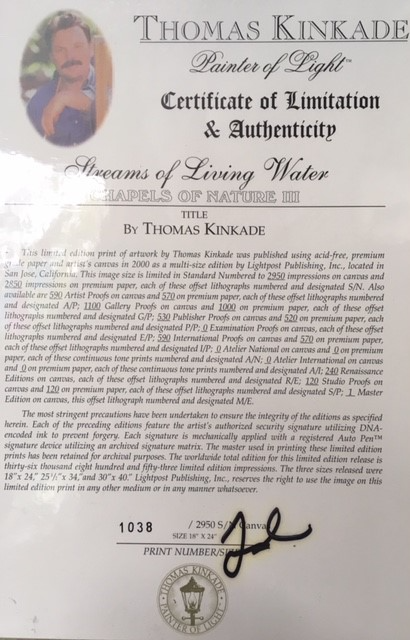 THOMAS KINKADE
Painter of Light™
Certificate of Limitation
& Authenticity
Streams of Living Water
CHAPELS OF NATURE III
TITLE
BY THOMAS KINKADE
This limited edition print of artwork by Thomas Kinkade was published using acid-free, premium
grade paper and artist's canvas in 2000 as a multi-size edition by Lightpost Publishing, Inc., located in
San Jose, California. This image size is limited in Standard Numbered to 2950 impressions on canvas and
2850 impressions on premium paper, each of these offset lithographs numbered and designated S/N. Also
available are 590 Artist Proofs on canvas and 570 on premium paper, each of these offset lithographs numbered
and designated A/P; 1100 Gallery Proofs on canvas and 1000 on premium paper, each of these offset
lithographs numbered and designated G/P; 530 Publisher Proofs on canvas and 520 on premium paper, each
of these offset lithographs numbered and designated P/P; 0 Examination Proofs on canvas, each of these offset
lithographs numbered and designated E/P; 590 International Proofs on canvas and 570 on premium paper,
each of these offset lithographs numbered and designated I/P; 0 Atelier National on canvas and 0 on premium
paper, each of these continuous tone prints numbered and designated A/N; 0 Atelier International on canvas
and 0 on premium paper, each of these continuous tone prints numbered and designated A/I; 240 Renaissance
Editions on canvas, each of these offset lithographs numbered and designated R/E; 120 Studio Proofs on
canvas and 120 on premium paper, each of these offset lithographs numbered and designated S/P; 1 Master
Edition on canvas, this offset lithograph numbered and designated M/E.
The most stringent precautions have been undertaken to ensure the integrity of the editions as specified
herein. Each of the preceding editions feature the artist's authorized security signature utilizing DNA-
encoded ink to prevent forgery. Each signature is mechanically applied with a registered Auto Pen™
signature device utilizing an archived signature matrix. The master used in printing these limited edition
prints has been retained for archival purposes. The worldwide total edition for this limited edition release is
thirty-six thousand eight hundred and fifty-three limited edition impressions. The three sizes released were
18"x 24," 25½"x 34,"and 30"x 40." Lightpost Publishing, Inc., reserves the right to use the image on this
limited edition print in any other medium or in any manner whatsoever.
1038 / 2950 S/N Canvas
SIZE 18" X 24"
PRINT NUMBER/SIZE
THOMAS KINKADE
PAINTER OF LIGHT